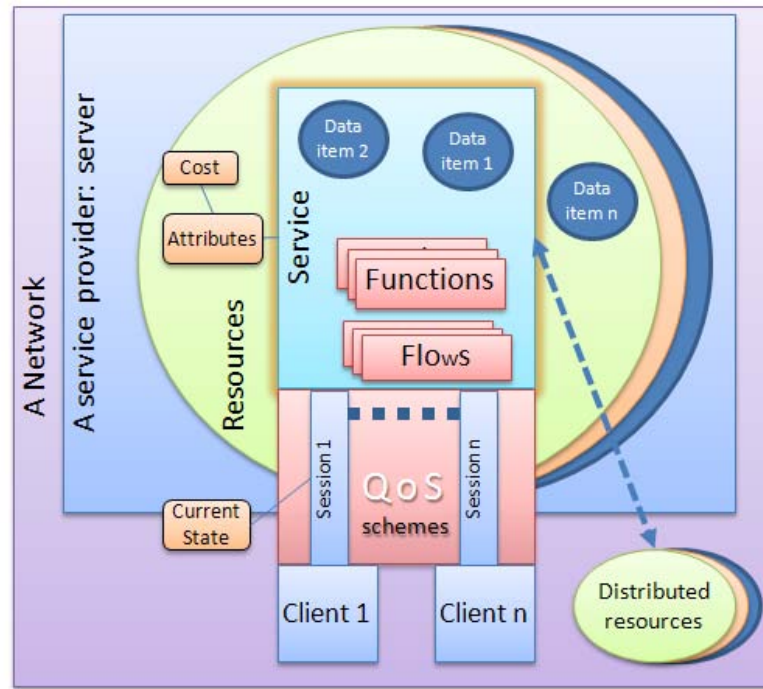 A Network
A service provider: server
Resources
Service
Data
item 2
Data
item 1
Data
item n
Cost
Attributes
Functions
Flows
Session 1
Session n
QoS
schemes
Current
State
Client 1
Client n
Distributed
resources